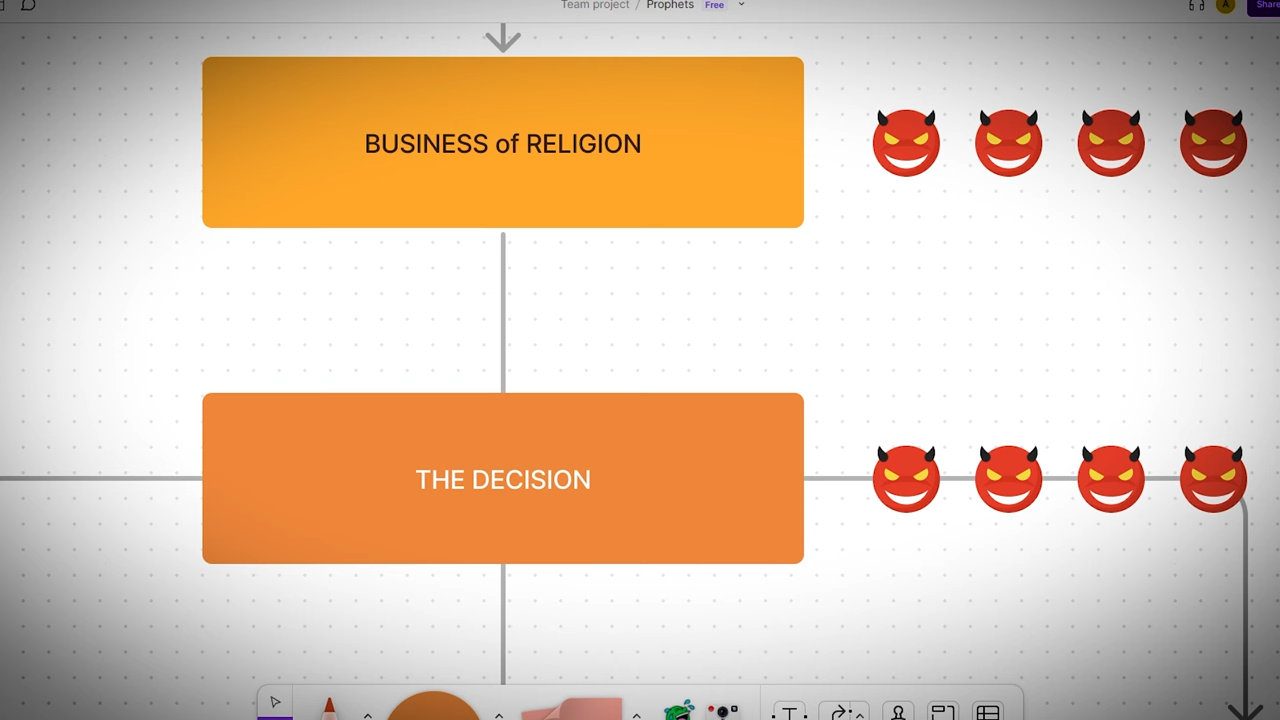 Team project / Prophets Free
A
Share
BUSINESS of RELIGION
THE DECISION
T